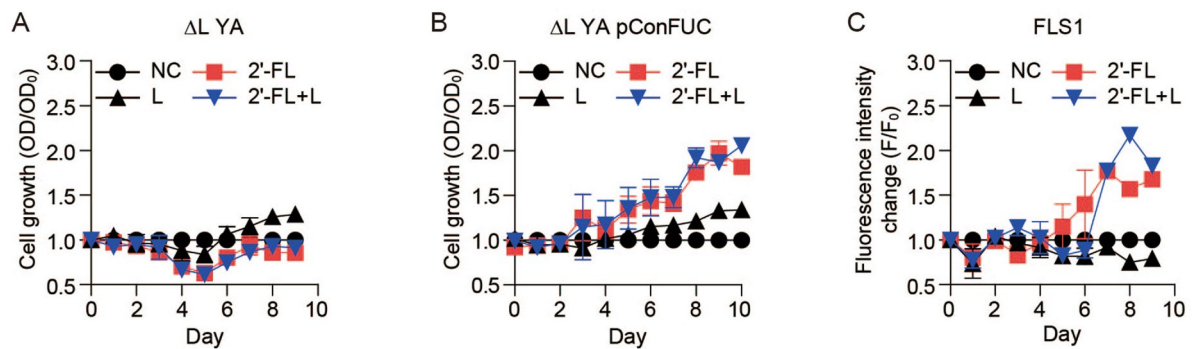 A
ΔL YA
Cell growth (OD/OD₀)
3.0
2.5
2.0
1.5
1.0
0.5
NC
2'-FL
L
2'-FL+L
0 2 4 6 8 10
Day
B
ΔL YA pConFUC
Cell growth (OD/OD₀)
3.0
2.5
2.0
1.5
1.0
0.5
NC
2'-FL
L
2'-FL+L
0 2 4 6 8 10
Day
C
FLS1
Fluorescence intensity
change (F/F₀)
3.0
2.5
2.0
1.5
1.0
0.5
NC
2'-FL
L
2'-FL+L
0 2 4 6 8 10
Day